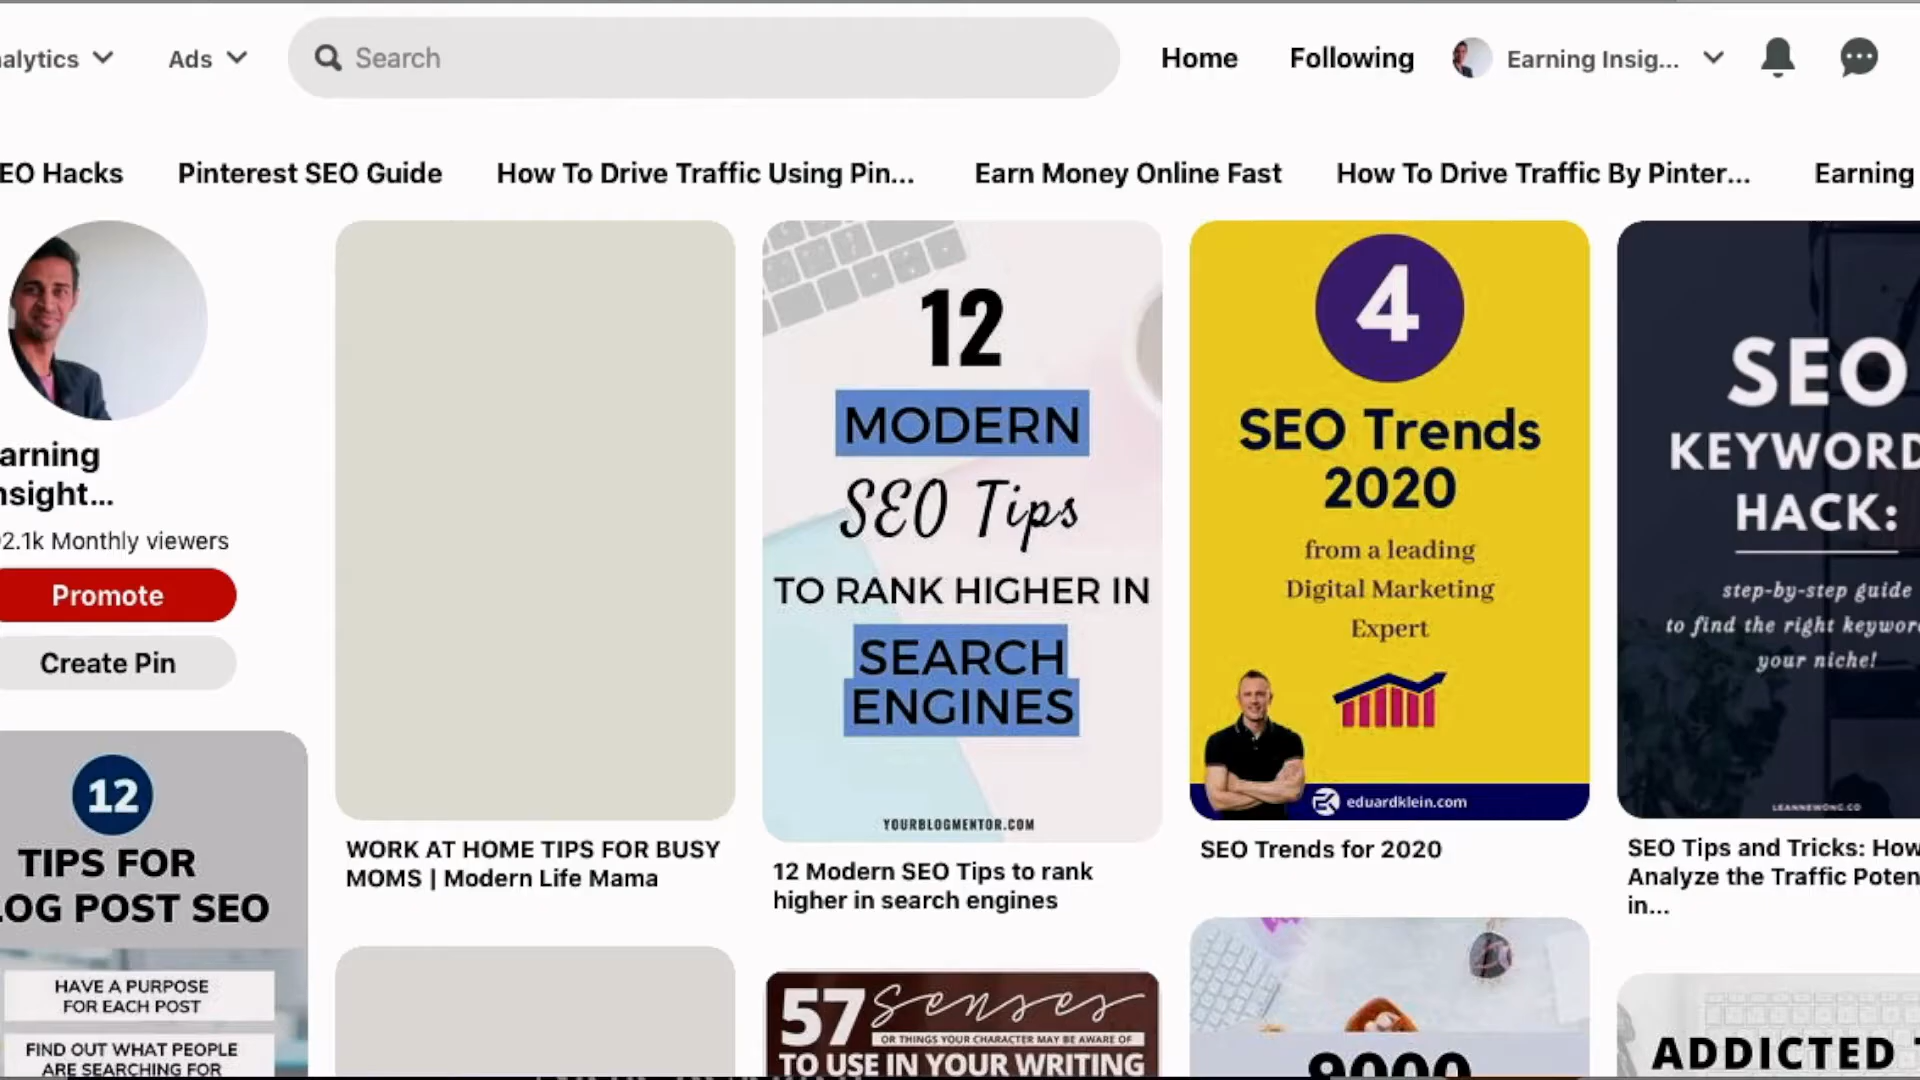 alytics
Ads
Search
Home
Following
Earning Insig...
EO Hacks
Pinterest SEO Guide
How To Drive Traffic Using Pin...
Earn Money Online Fast
How To Drive Traffic By Pinter...
Earning
arning
nsight...
2.1k Monthly viewers
Promote
Create Pin
12
TIPS FOR
LOG POST SEO
HAVE A PURPOSE
FOR EACH POST
FIND OUT WHAT PEOPLE
ARE SEARCHING FOR
WORK AT HOME TIPS FOR BUSY
MOMS | Modern Life Mama
12
MODERN
SEO Tips
TO RANK HIGHER IN
SEARCH
ENGINES
YOURBLOGMENTOR.COM
12 Modern SEO Tips to rank
higher in search engines
57 Senses
OR THINGS YOUR CHARACTER MAY BE AWARE OF
TO USE IN YOUR WRITING
4
SEO Trends
2020
from a leading
Digital Marketing
Expert
eduardklein.com
SEO Trends for 2020
9000
SEO
KEYWORD
HACK:
step-by-step guide
to find the right keywor
your niche!
LEANNEWONG.CO
SEO Tips and Tricks: How
Analyze the Traffic Poten
in...
ADDICTED T